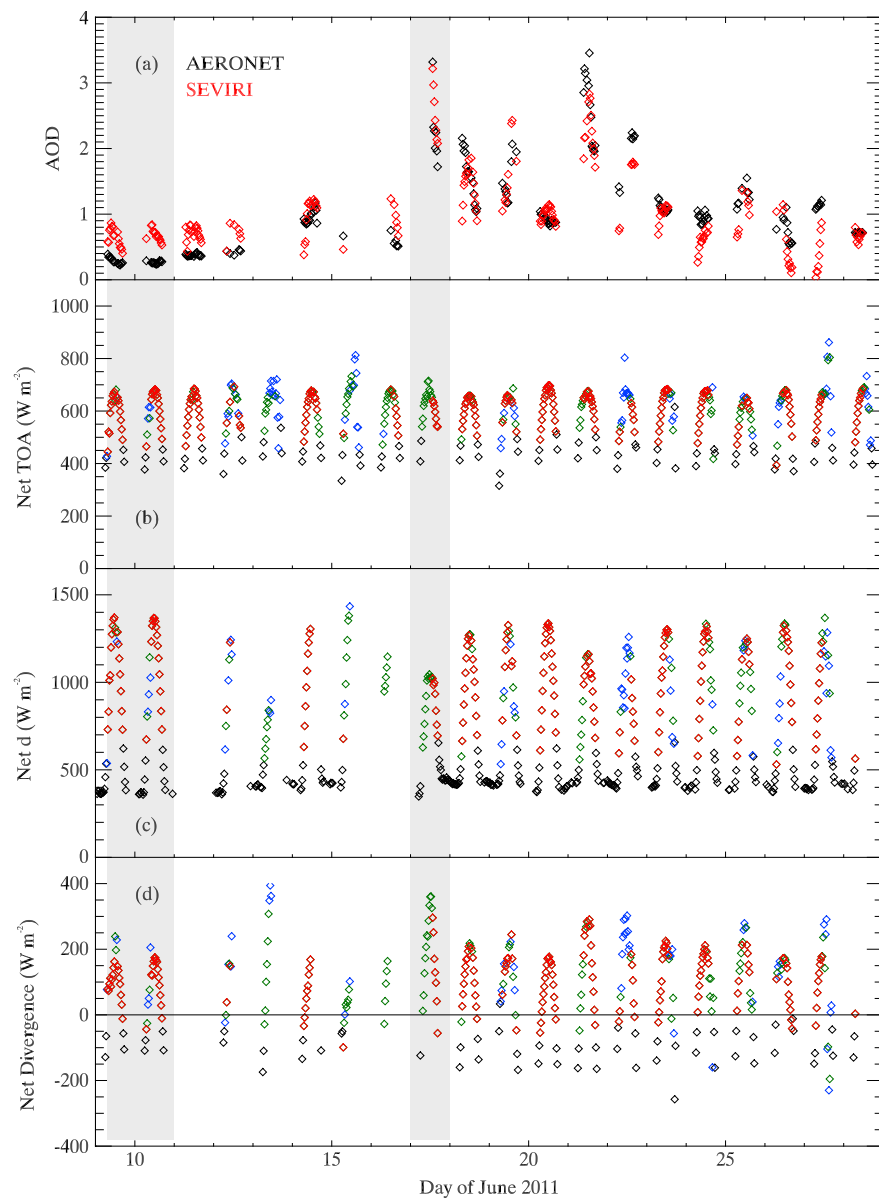 4
(a)
AERONET
SEVIRI
3
2
1
0
AOD
1000
800
600
400
200
0
(b)
Net TOA (W m-2)
1500
1000
500
0
(c)
Net d (W m-2)
400
200
0
-200
-400
(d)
Net Divergence (W m-2)
10
15
20
25
Day of June 2011